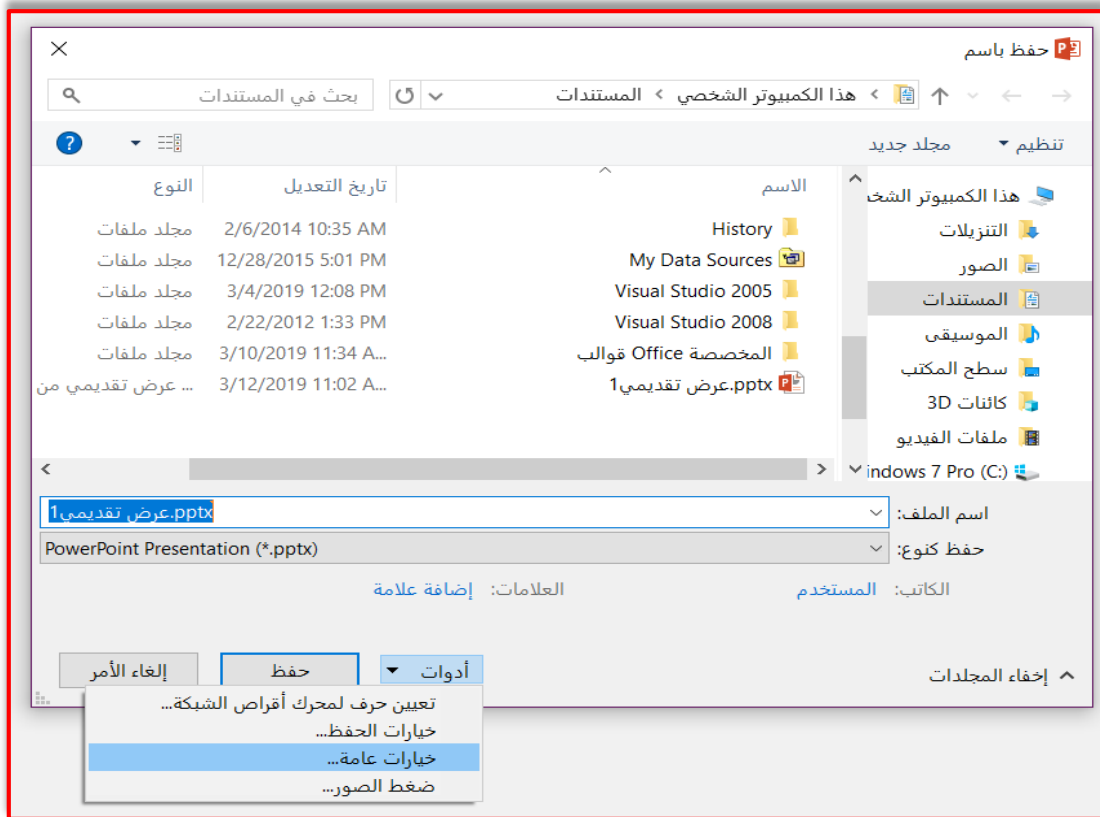 حفظ باسم
هذا الكمبيوتر الشخصي › المستندات
بحث في المستندات
تنظيم
مجلد جديد
هذا الكمبيوتر الشخ
التنزيلات
الصور
المستندات
الموسيقى
سطح المكتب
كائنات 3D
ملفات الفيديو
indows 7 Pro (C:)
الاسم تاريخ التعديل النوع
History 2/6/2014 10:35 AM مجلد ملفات
My Data Sources 12/28/2015 5:01 PM مجلد ملفات
Visual Studio 2005 3/4/2019 12:08 PM مجلد ملفات
Visual Studio 2008 2/22/2012 1:33 PM مجلد ملفات
المخصصة Office قوالب 3/10/2019 11:34 A... مجلد ملفات
pptx.عرض تقديمي1 3/12/2019 11:02 A... عرض تقديمي من ...
اسم الملف: pptx.عرض تقديمي1
حفظ كنوع: PowerPoint Presentation (*.pptx)
الكاتب: المستخدم العلامات: إضافة علامة
إخفاء المجلدات
أدوات
حفظ
إلغاء الأمر
تعيين حرف لمحرك أقراص الشبكة...
خيارات الحفظ...
خيارات عامة...
ضغط الصور...